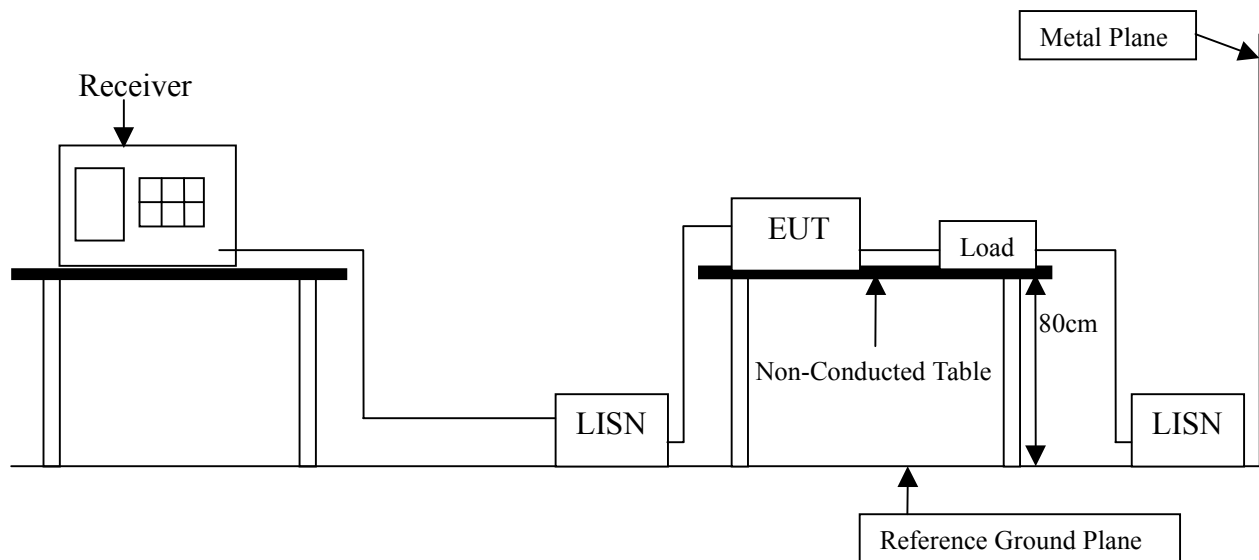 Metal Plane
Receiver
EUT
Load
80cm
Non-Conducted Table
LISN
LISN
Reference Ground Plane